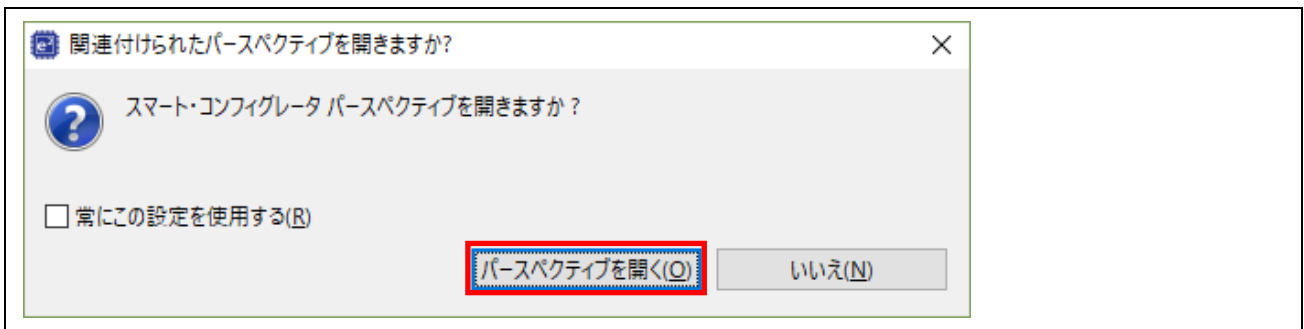 関連付けられたパースペクティブを開きますか?
スマート・コンフィグレータ パースペクティブを開きますか？
常にこの設定を使用する(R)
パースペクティブを開く(O)
いいえ(N)